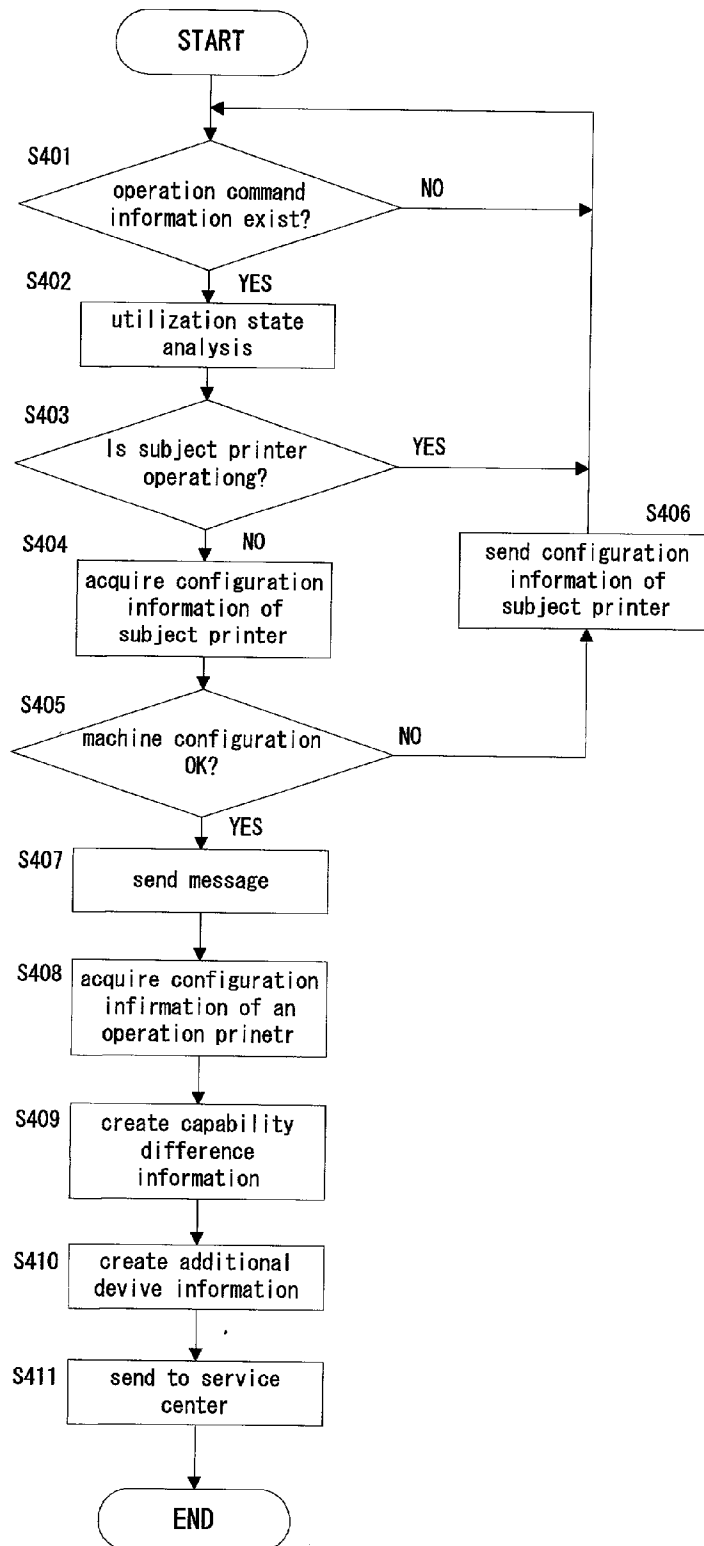 START
S401
operation command
information exist?
NO
S402
YES
utilization state
analysis
S403
Is subject printer
operationg?
YES
S406
send configuration
information of
subject printer
S404
NO
acquire configuration
information of
subject printer
S405
machine configuration
OK?
NO
YES
S407
send message
S408
acquire configuration
infirmation of an
operation prinetr
S409
create capability
difference
information
S410
create additional
devive information
S411
send to service
center
END